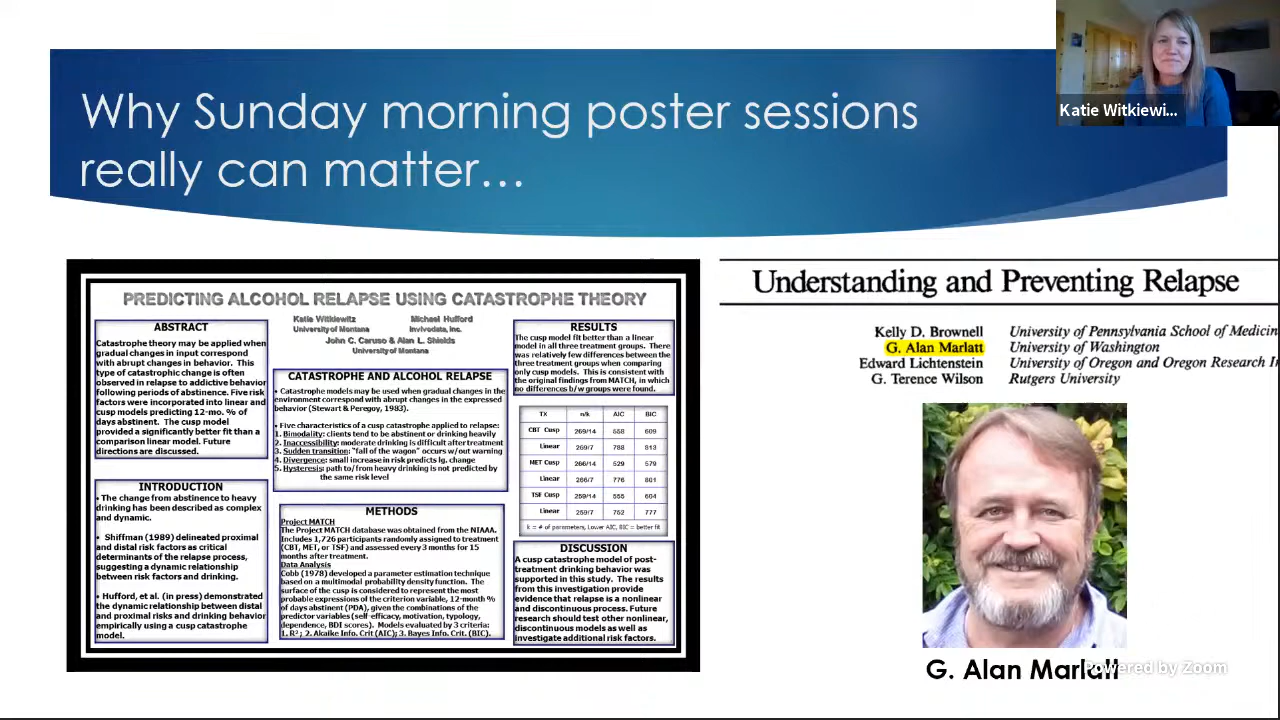 Why Sunday morning poster sessions
really can matter…
Katie Witkiewi...
PREDICTING ALCOHOL RELAPSE USING CATASTROPHE THEORY
Katie Witkiewitz
University of Montana
Michael Hufford
Invivodata, Inc.
John C. Caruso & Alan L. Shields
University of Montana
ABSTRACT
Catastrophe theory may be applied when
gradual changes in input correspond
with abrupt changes in behavior. This
type of catastrophic change is often
observed in relapse to addictive behavior
following periods of abstinence. Five risk
factors were incorporated into linear and
cusp models predicting 12-mo. % of
days abstinent. The cusp model
provided a significantly better fit than a
comparison linear model. Future
directions are discussed.
INTRODUCTION
• The change from abstinence to heavy
drinking has been described as complex
and dynamic.
• Shiffman (1989) delineated proximal
and distal risk factors as critical
determinants of the relapse process,
suggesting a dynamic relationship
between risk factors and drinking.
• Hufford, et al. (in press) demonstrated
the dynamic relationship between distal
and proximal risks and drinking behavior
empirically using a cusp catastrophe
model.
CATASTROPHE AND ALCOHOL RELAPSE
• Catastrophe models may be used when gradual changes in the
environment correspond with abrupt changes in the expressed
behavior (Stewart & Peregoy, 1983).
• Five characteristics of a cusp catastrophe applied to relapse:
1. Bimodality: clients tend to be abstinent or drinking heavily
2. Inaccessibility: moderate drinking is difficult after treatment
3. Sudden transition: "fall of the wagon" occurs w/out warning
4. Divergence: small increase in risk predicts lg. change
5. Hysteresis: path to/from heavy drinking is not predicted by
the same risk level
METHODS
Project MATCH
The Project MATCH database was obtained from the NIAAA.
Includes 1,726 participants randomly assigned to treatment
(CBT, MET, or TSF) and assessed every 3 months for 15
months after treatment.
Data Analysis
Cobb (1978) developed a parameter estimation technique
based on a multimodal probability density function. The
surface of the cusp is considered to represent the most
probable expressions of the criterion variable, 12-month %
of days abstinent (PDA), given the combinations of the
predictor variables (self-efficacy, motivation, typology,
dependence, BDI scores). Models evaluated by 3 criteria:
1. R²; 2. Akaike Info. Crit (AIC); 3. Bayes Info. Crit. (BIC).
RESULTS
The cusp model fit better than a linear
model in all three treatment groups. There
was relatively few differences between the
three treatment groups when comparing
only cusp models. This is consistent with
the original findings from MATCH, in which
no differences b/w groups were found.
TX n/k AIC BIC
CBT Cusp 269/14 558 609
Linear 269/7 788 813
MET Cusp 266/14 529 579
Linear 266/7 776 801
TSF Cusp 259/14 555 604
Linear 259/7 752 777
k = # of parameters, Lower AIC, BIC = better fit
DISCUSSION
A cusp catastrophe model of post-
treatment drinking behavior was
supported in this study. The results
from this investigation provide
evidence that relapse is a nonlinear
and discontinuous process. Future
research should test other nonlinear,
discontinuous models as well as
investigate additional risk factors.
Understanding and Preventing Relapse
Kelly D. Brownell University of Pennsylvania School of Medicin
G. Alan Marlatt University of Washington
Edward Lichtenstein University of Oregon and Oregon Research I
G. Terence Wilson Rutgers University
G. Alan Marlatt
Powered by Zoom